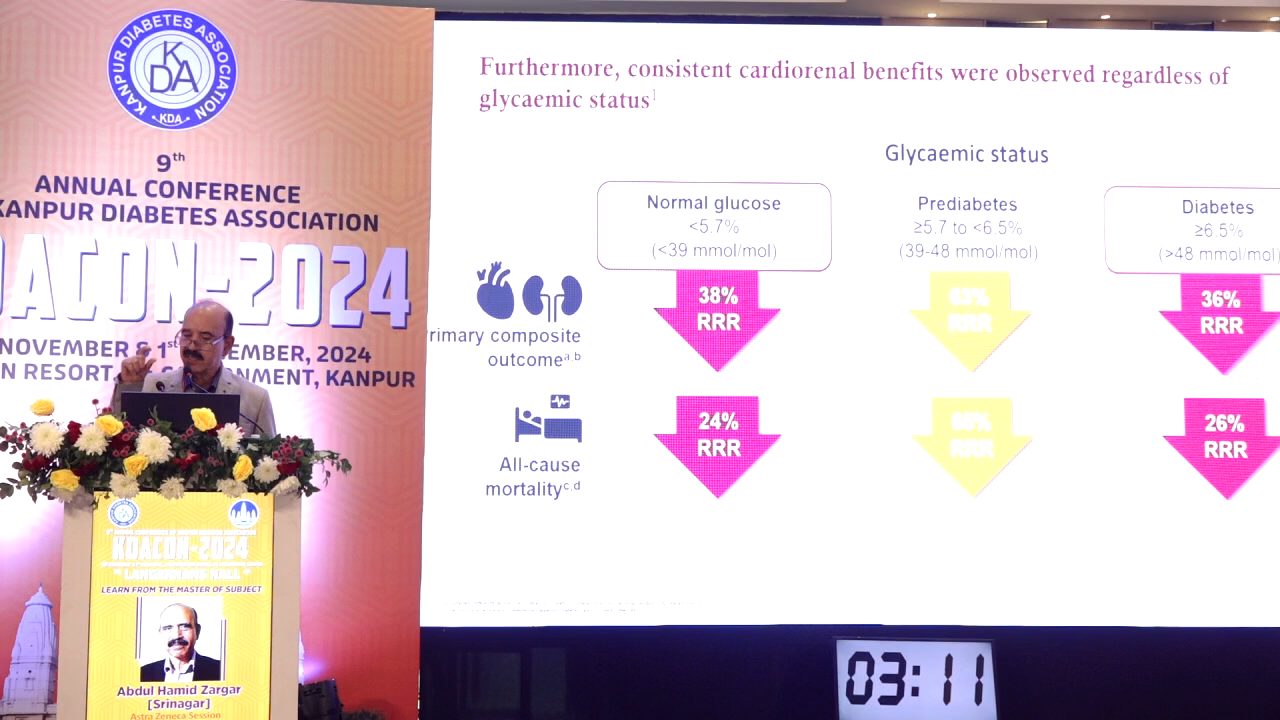 KANPUR DIABETES ASSOCIATION
KDA
KDA
9th
ANNUAL CONFERENCE
KANPUR DIABETES ASSOCIATION
DACON-2024
NOVEMBER & 1st EMBER, 2024
N RESORT, NMENT, KANPUR
KDACON-2024
LEARN FROM THE MASTER OF SUBJECT
Abdul Hamid Zargar
[Srinagar]
Astra Zeneca Session
Furthermore, consistent cardiorenal benefits were observed regardless of
glycaemic status1
Glycaemic status
Normal glucose
<5.7%
(<39 mmol/mol)
Prediabetes
≥5.7 to <6.5%
(39-48 mmol/mol)
Diabetes
≥6.5%
(>48 mmol/mol)
rimary composite
outcomea,b
38%
RRR
RRR
36%
RRR
All-cause
mortalityc,d
24%
RRR
RRR
26%
RRR
03:11